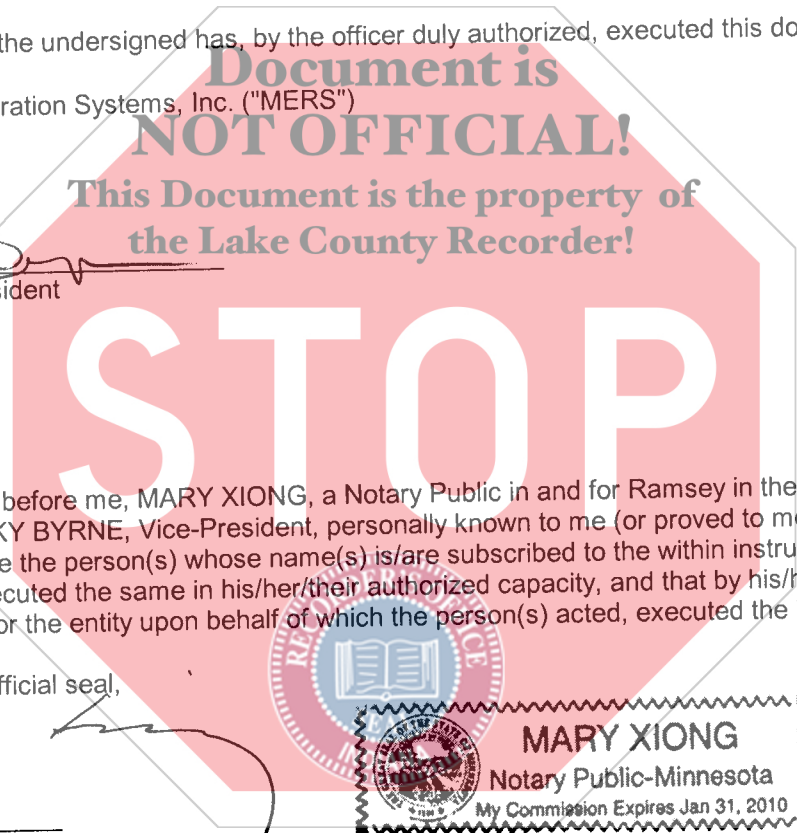 the undersigned has, by the officer duly authorized, executed this do
Document is
ration Systems, Inc. ("MERS")
NOT OFFICIAL!
This Document is the property of
the Lake County Recorder!
sident
STOP
before me, MARY XIONG, a Notary Public in and for Ramsey in the
KY BYRNE, Vice-President, personally known to me (or proved to me
e the person(s) whose name(s) is/are subscribed to the within instru
ecuted the same in his/her/their authorized capacity, and that by his/h
or the entity upon behalf of which the person(s) acted, executed the
RECORDER'S OFFICE
fficial seal,
SEAL
MARY XIONG
Notary Public-Minnesota
My Commission Expires Jan 31, 2010